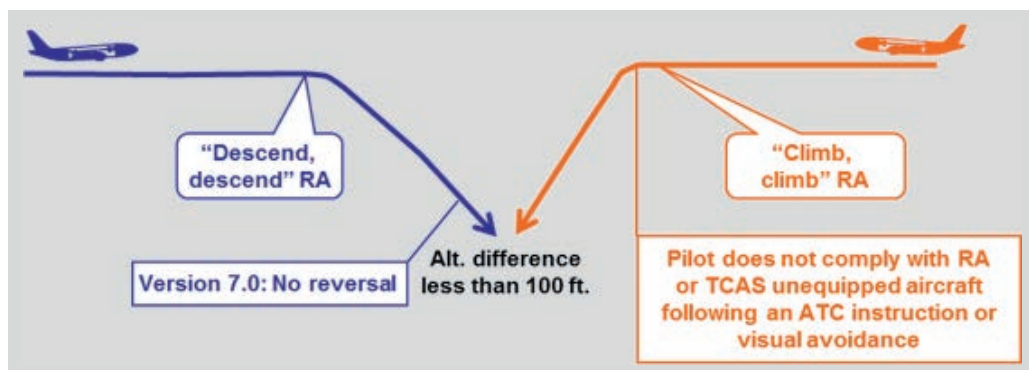 “Descend,
descend” RA
“Climb,
climb” RA
Version 7.0: No reversal
Alt. difference
less than 100 ft.
Pilot does not comply with RA
or TCAS unequipped aircraft
following an ATC instruction or
visual avoidance